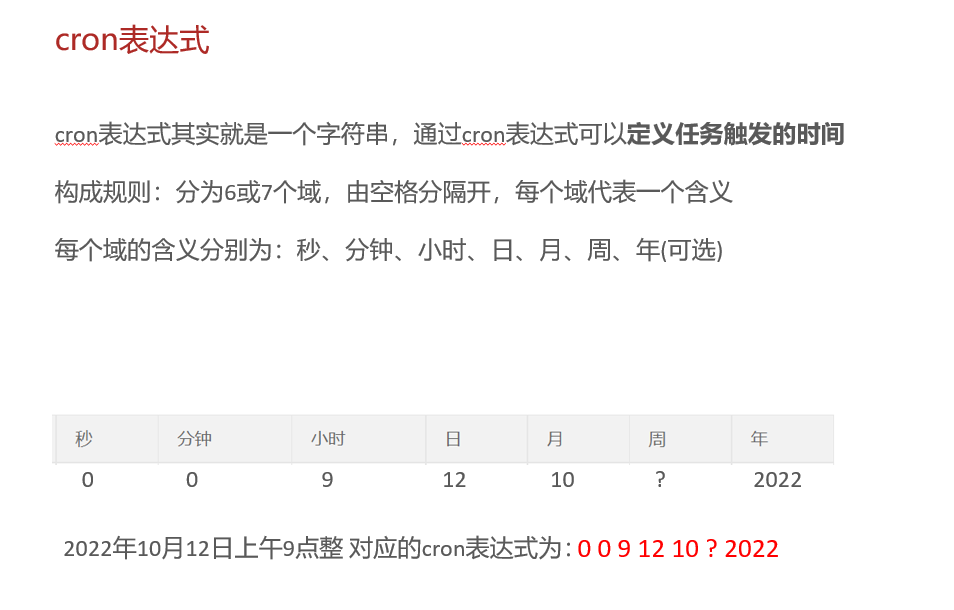 cron表达式
cron表达式其实就是一个字符串，通过cron表达式可以定义任务触发的时间
构成规则：分为6或7个域，由空格分隔开，每个域代表一个含义
每个域的含义分别为：秒、分钟、小时、日、月、周、年(可选)
秒 分钟 小时 日 月 周 年
0 0 9 12 10 ? 2022
2022年10月12日上午9点整 对应的cron表达式为：0 0 9 12 10 ? 2022